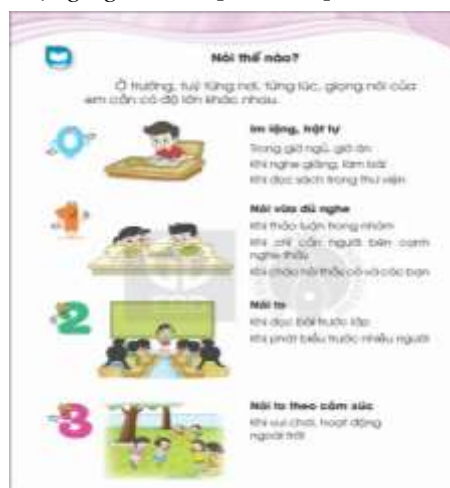 Nói thế nào?
Ở trường, tuỳ từng nơi, từng lúc, giọng nói của
em cần có độ lớn khác nhau.
0
Im lặng, trật tự
Trong giờ ngủ, giờ ăn
Khi nghe giảng, làm bài
Khi đọc sách trong thư viện
1
Nói vừa đủ nghe
Khi thảo luận trong nhóm
Khi chỉ cần người bên cạnh
nghe thấy
Khi chào hỏi thầy cô và các bạn
2
Nói to
Khi đọc bài trước lớp
Khi phát biểu trước nhiều người
3
Nói to theo cảm xúc
Khi vui chơi, hoạt động
ngoài trời